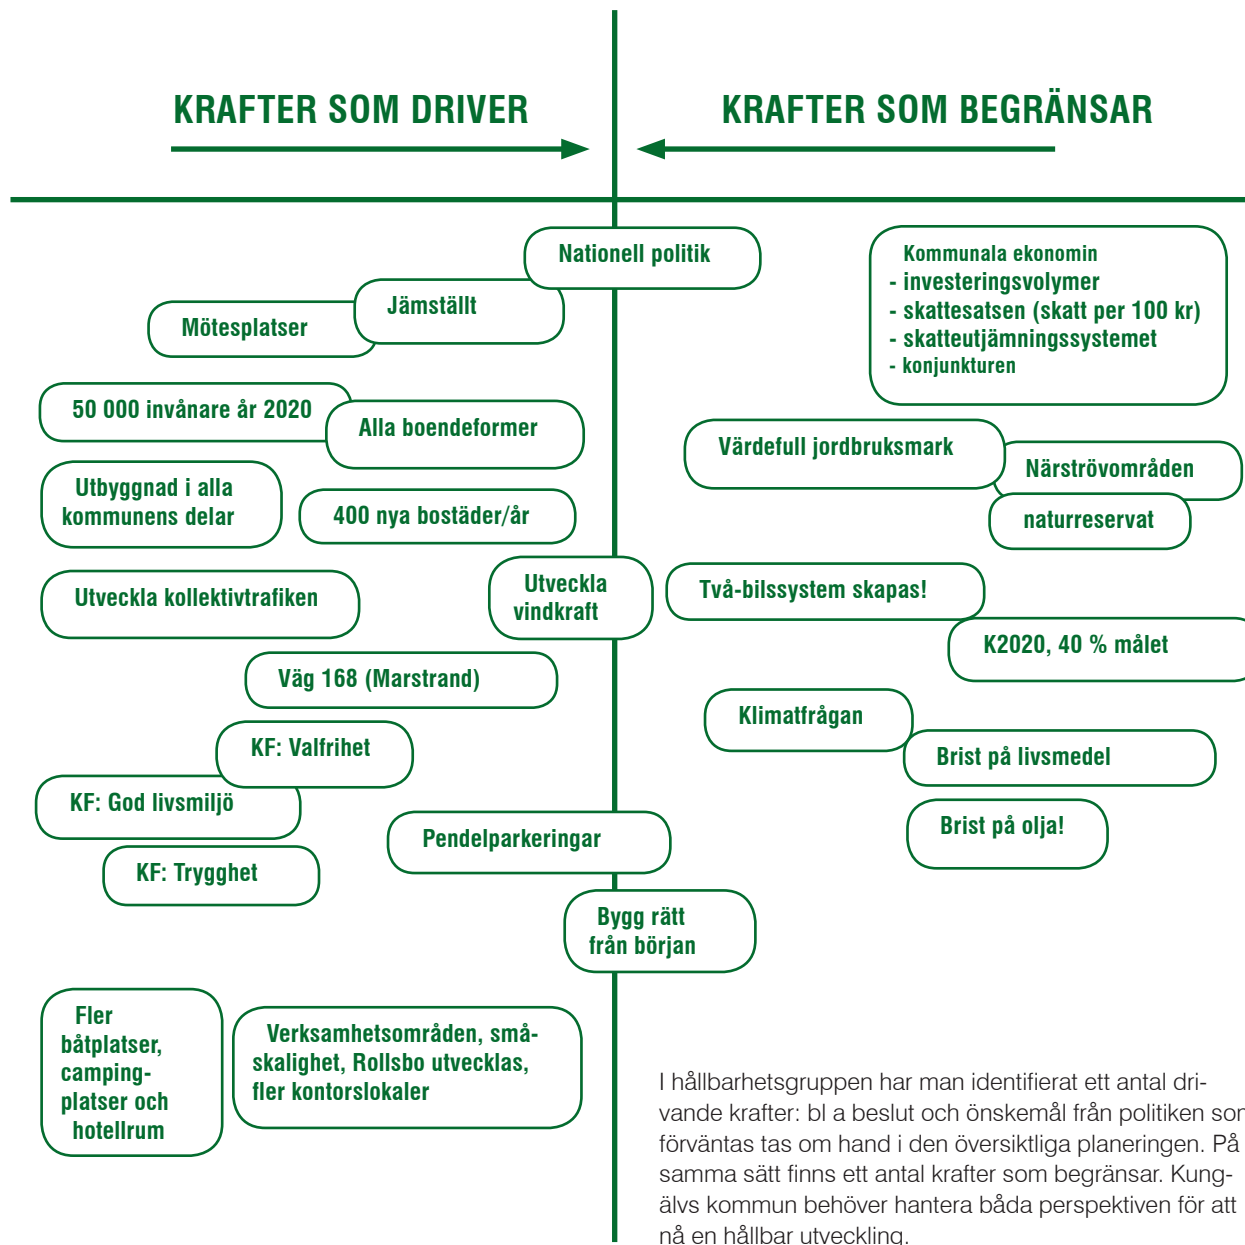 KRAFTER SOM DRIVER
KRAFTER SOM BEGRÄNSAR
Nationell politik
Jämställt
Mötesplatser
50 000 invånare år 2020
Alla boendeformer
Utbyggnad i alla
kommunens delar
400 nya bostäder/år
Utveckla kollektivtrafiken
Utveckla
vindkraft
Väg 168 (Marstrand)
KF: Valfrihet
KF: God livsmiljö
KF: Trygghet
Pendelparkeringar
Bygg rätt
från början
Fler
båtplatser,
camping-
platser och
hotellrum
Verksamhetsområden, små-
skalighet, Rollsbo utvecklas,
fler kontorslokaler
Kommunala ekonomin
- investeringsvolymer
- skattesatsen (skatt per 100 kr)
- skatteutjämningssystemet
- konjunkturen
Värdefull jordbruksmark
Närströvområden
naturreservat
Två-bilssystem skapas!
K2020, 40 % målet
Klimatfrågan
Brist på livsmedel
Brist på olja!
I hållbarhetsgruppen har man identifierat ett antal dri-
vande krafter: bl a beslut och önskemål från politiken som
förväntas tas om hand i den översiktliga planeringen. På
samma sätt finns ett antal krafter som begränsar. Kung-
älvs kommun behöver hantera båda perspektiven för att
nå en hållbar utveckling.